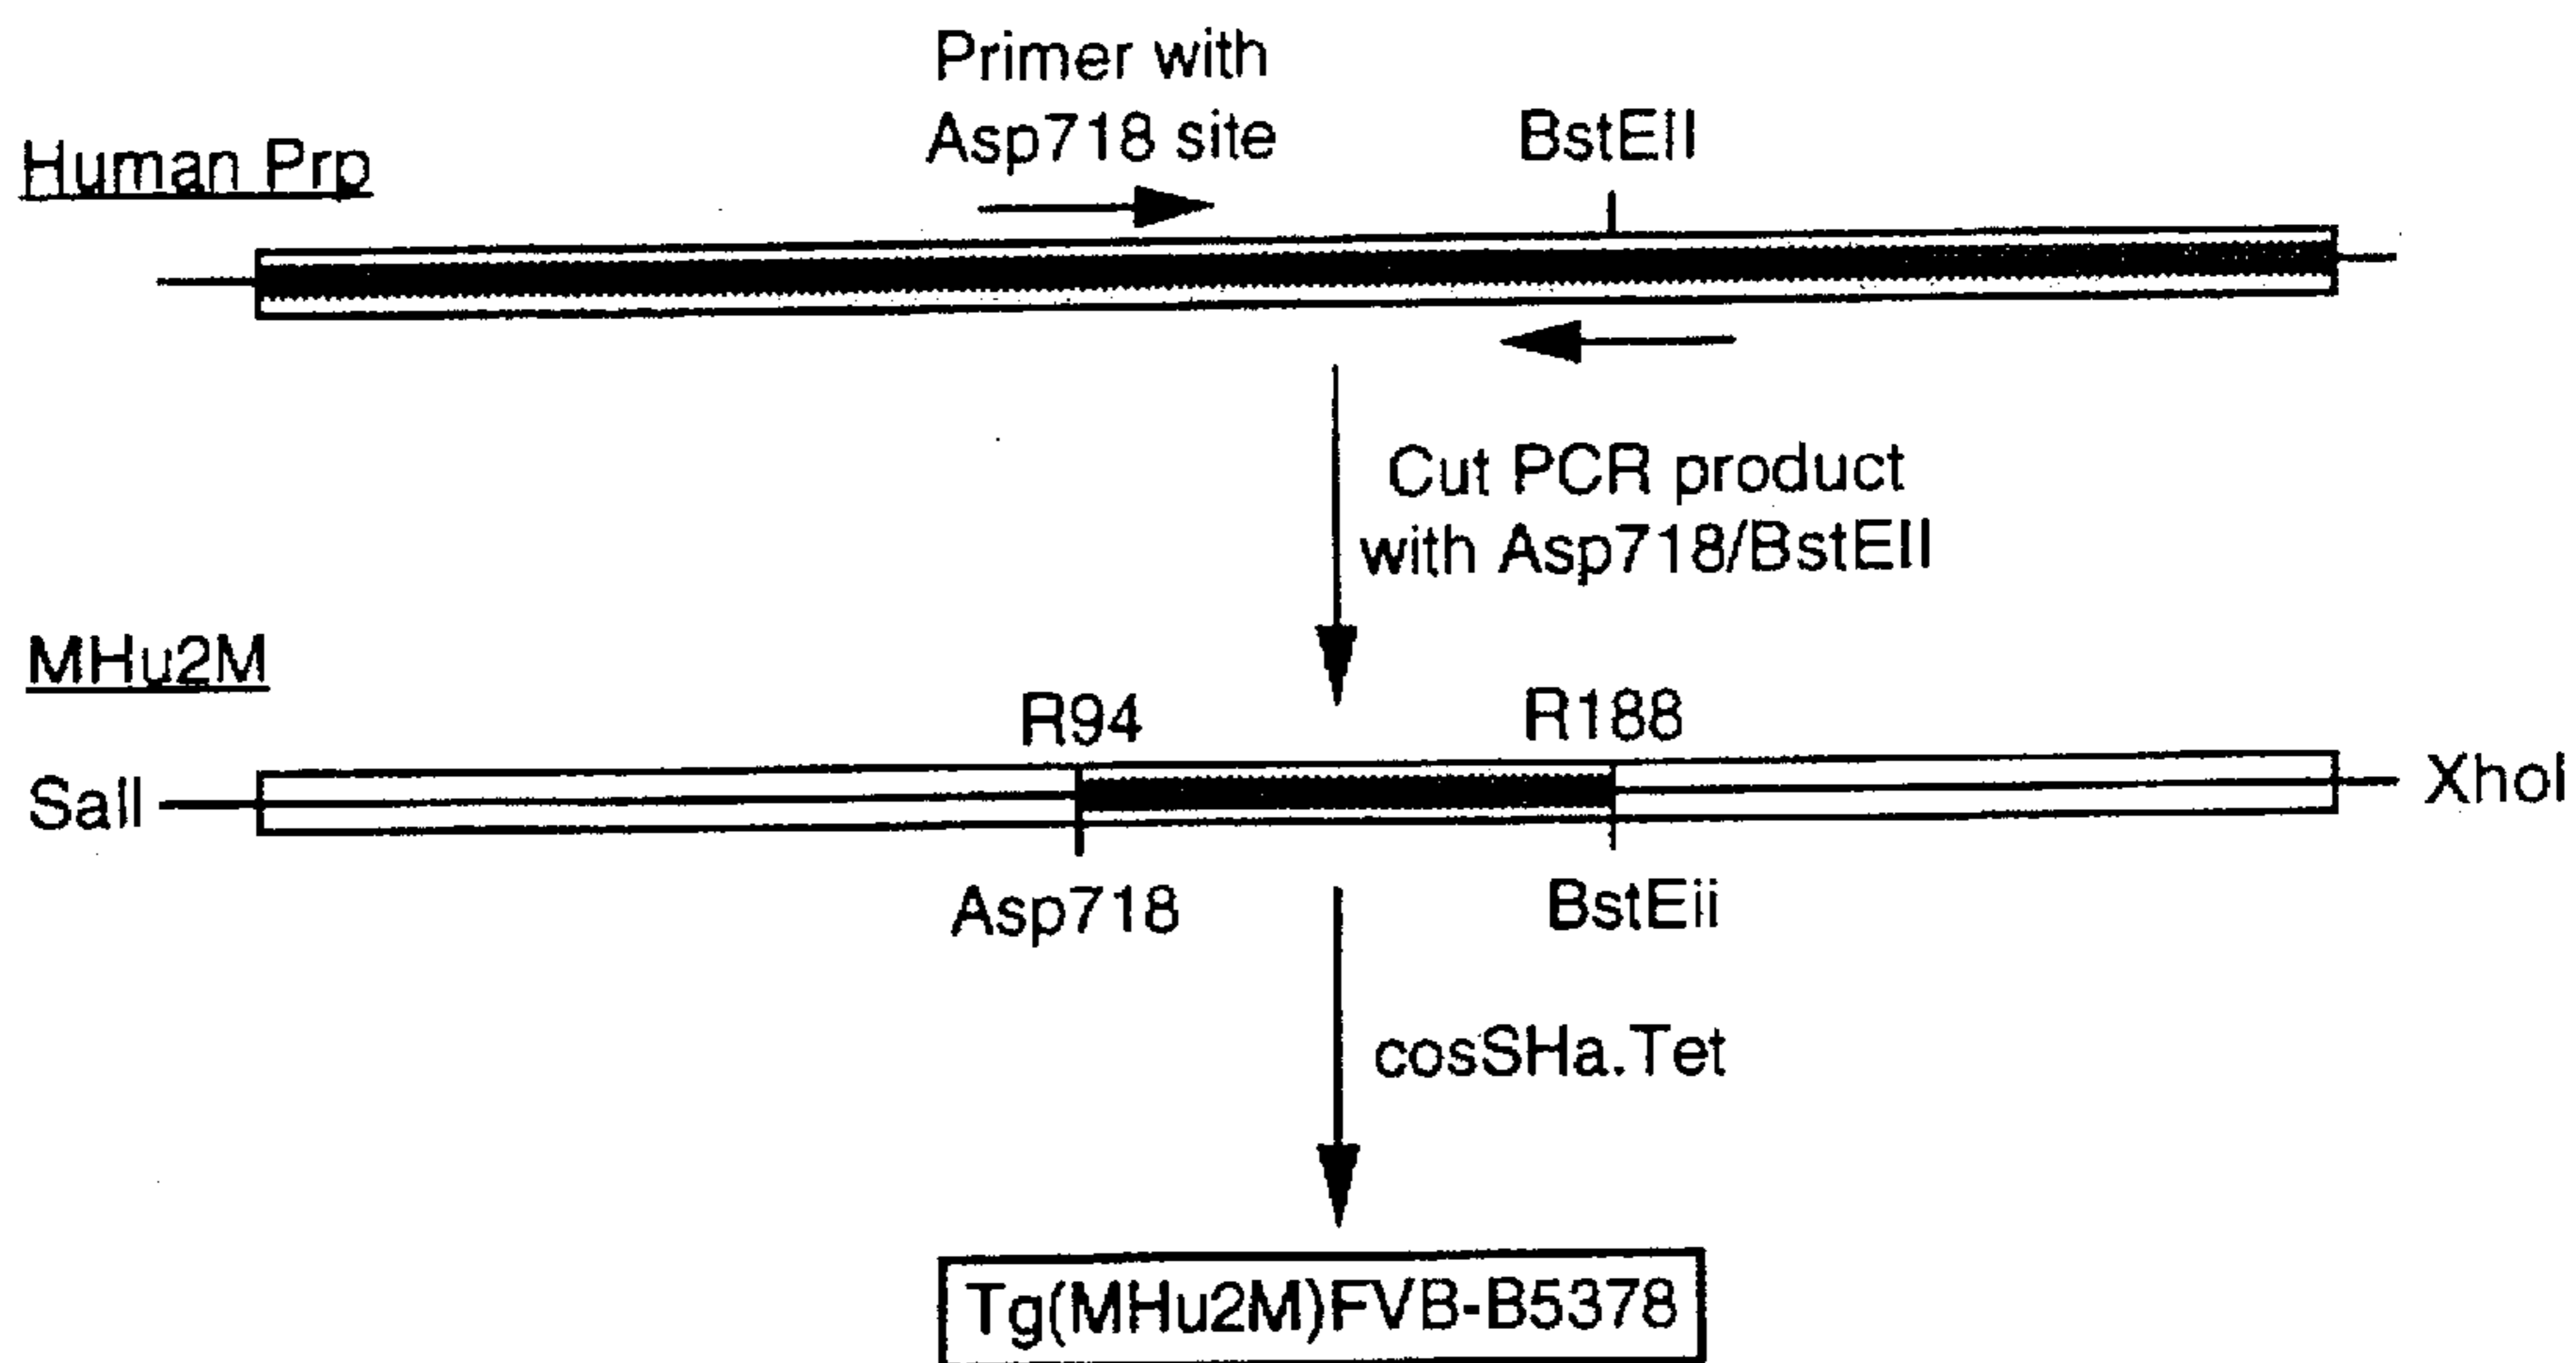 Primer with
Asp718 site
BstEII
Human Prp
Cut PCR product
with Asp718/BstEII
MHu2M
R94
R188
SalI
XhoI
Asp718
BstEii
cosSHa.Tet
Tg(MHu2M)FVB-B5378